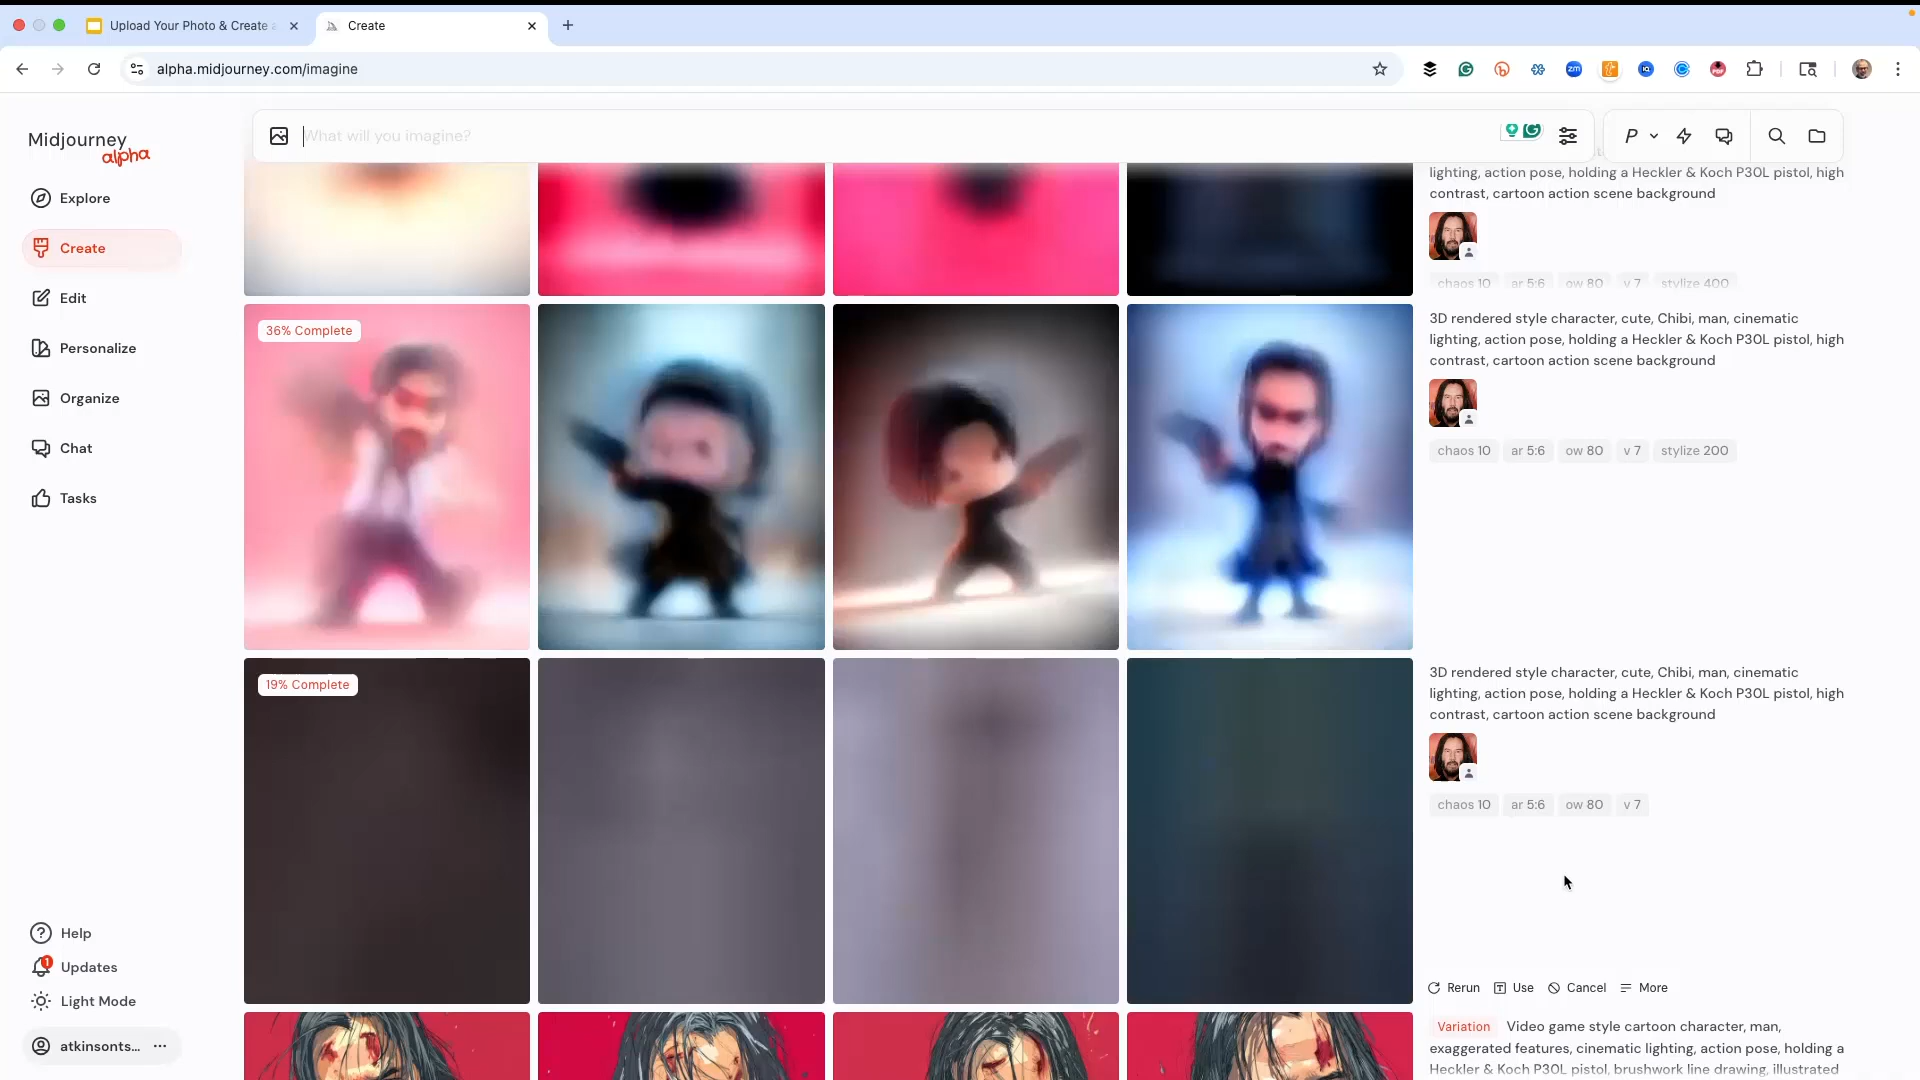 Upload Your Photo & Create
Create
alpha.midjourney.com/imagine
Midjourney
alpha
Explore
Create
Edit
Personalize
Organize
Chat
Tasks
Help
1
Updates
Light Mode
atkinsonts...
What will you imagine?
lighting, action pose, holding a Heckler & Koch P30L pistol, high
contrast, cartoon action scene background
chaos 10 ar 5:6 ow 80 v 7 stylize 400
36% Complete
3D rendered style character, cute, Chibi, man, cinematic
lighting, action pose, holding a Heckler & Koch P30L pistol, high
contrast, cartoon action scene background
chaos 10 ar 5:6 ow 80 v 7 stylize 200
19% Complete
3D rendered style character, cute, Chibi, man, cinematic
lighting, action pose, holding a Heckler & Koch P30L pistol, high
contrast, cartoon action scene background
chaos 10 ar 5:6 ow 80 v 7
Rerun Use Cancel More
Variation Video game style cartoon character, man,
exaggerated features, cinematic lighting, action pose, holding a
Heckler & Koch P30L pistol, brushwork line drawing, illustrated